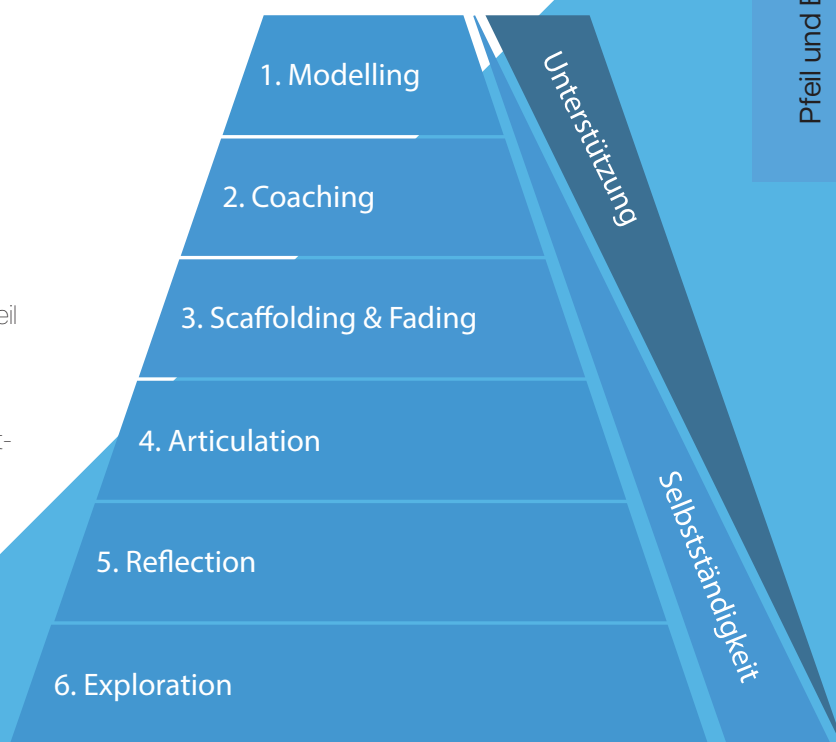 1. Modelling
2. Coaching
3. Scaffolding & Fading
4. Articulation
5. Reflection
6. Exploration
Unterstützung
Selbstständigkeit
Pfeil und